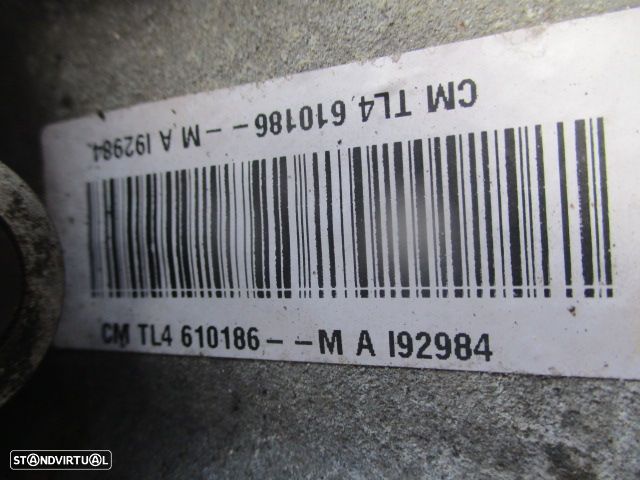 CM TL4 610186 - - M A I92984
CM TL4 610186 - - M A I92984
STANDVIRTUAL